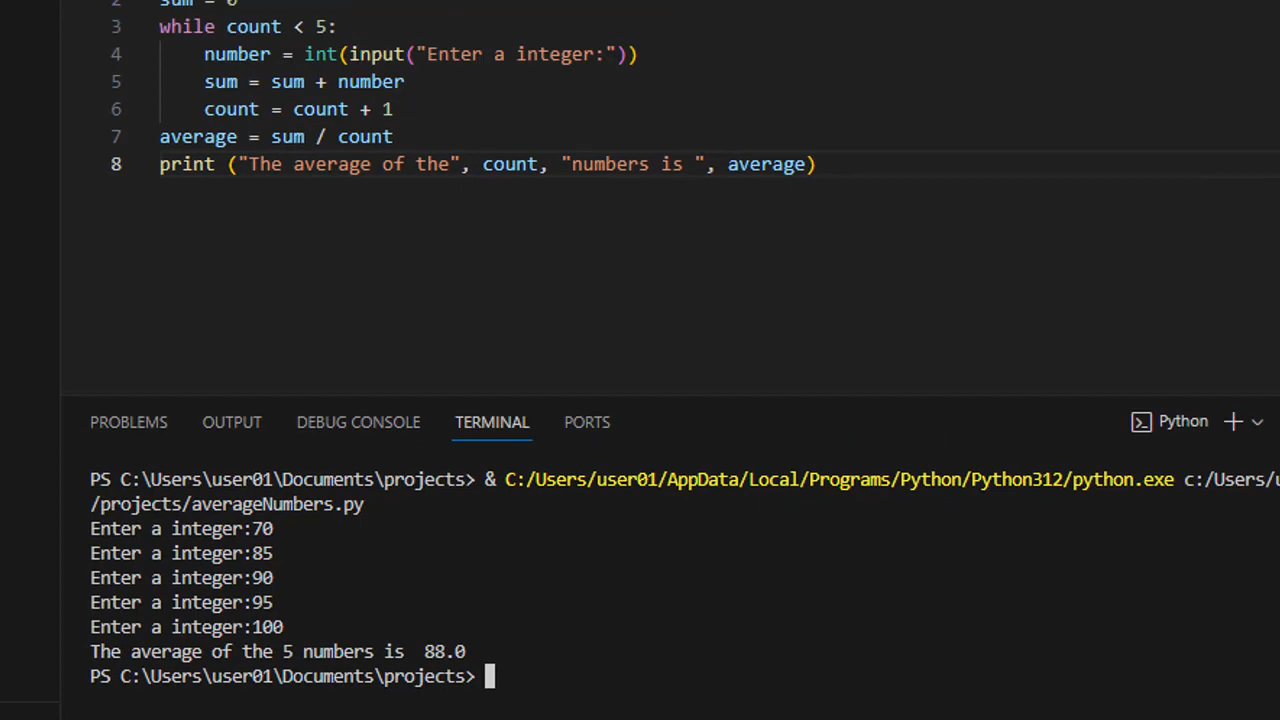 2 sum = 0
3 while count < 5:
4 number = int(input("Enter a integer:"))
5 sum = sum + number
6 count = count + 1
7 average = sum / count
8 print ("The average of the", count, "numbers is ", average)
PROBLEMS OUTPUT DEBUG CONSOLE TERMINAL PORTS Python
PS C:\Users\user01\Documents\projects> & C:/Users/user01/AppData/Local/Programs/Python/Python312/python.exe c:/Users/
/projects/averageNumbers.py
Enter a integer:70
Enter a integer:85
Enter a integer:90
Enter a integer:95
Enter a integer:100
The average of the 5 numbers is  88.0
PS C:\Users\user01\Documents\projects>